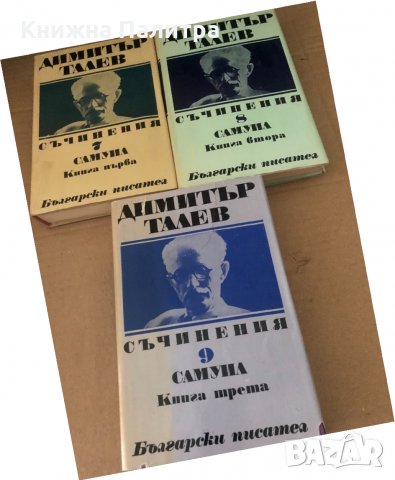 Книжна Палитра
ДИМИТЪР
ТАЛЕВ
СЪЧИНЕНИЯ
7
САМУИЛ
Книга първа
Български писател
ДИМИТЪР
ТАЛЕВ
СЪЧИНЕНИЯ
8
САМУИЛ
Книга втора
Български писател
ДИМИТЪР
ТАЛЕВ
СЪЧИНЕНИЯ
9
САМУИЛ
Книга трета
Български писател
BAZAR